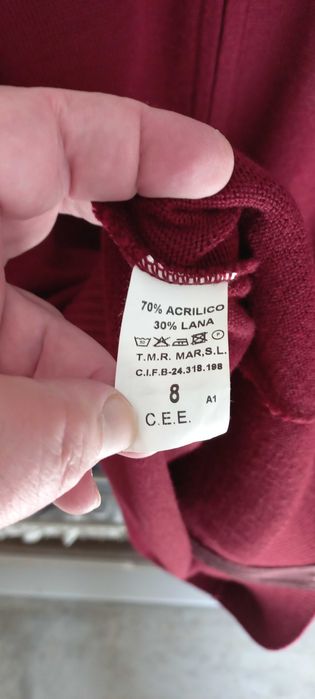 70% ACRILICO
30% LANA
T.M.R. MAR,S.L.
C.I.F.B-24.318.198
8
A1
C.E.E.